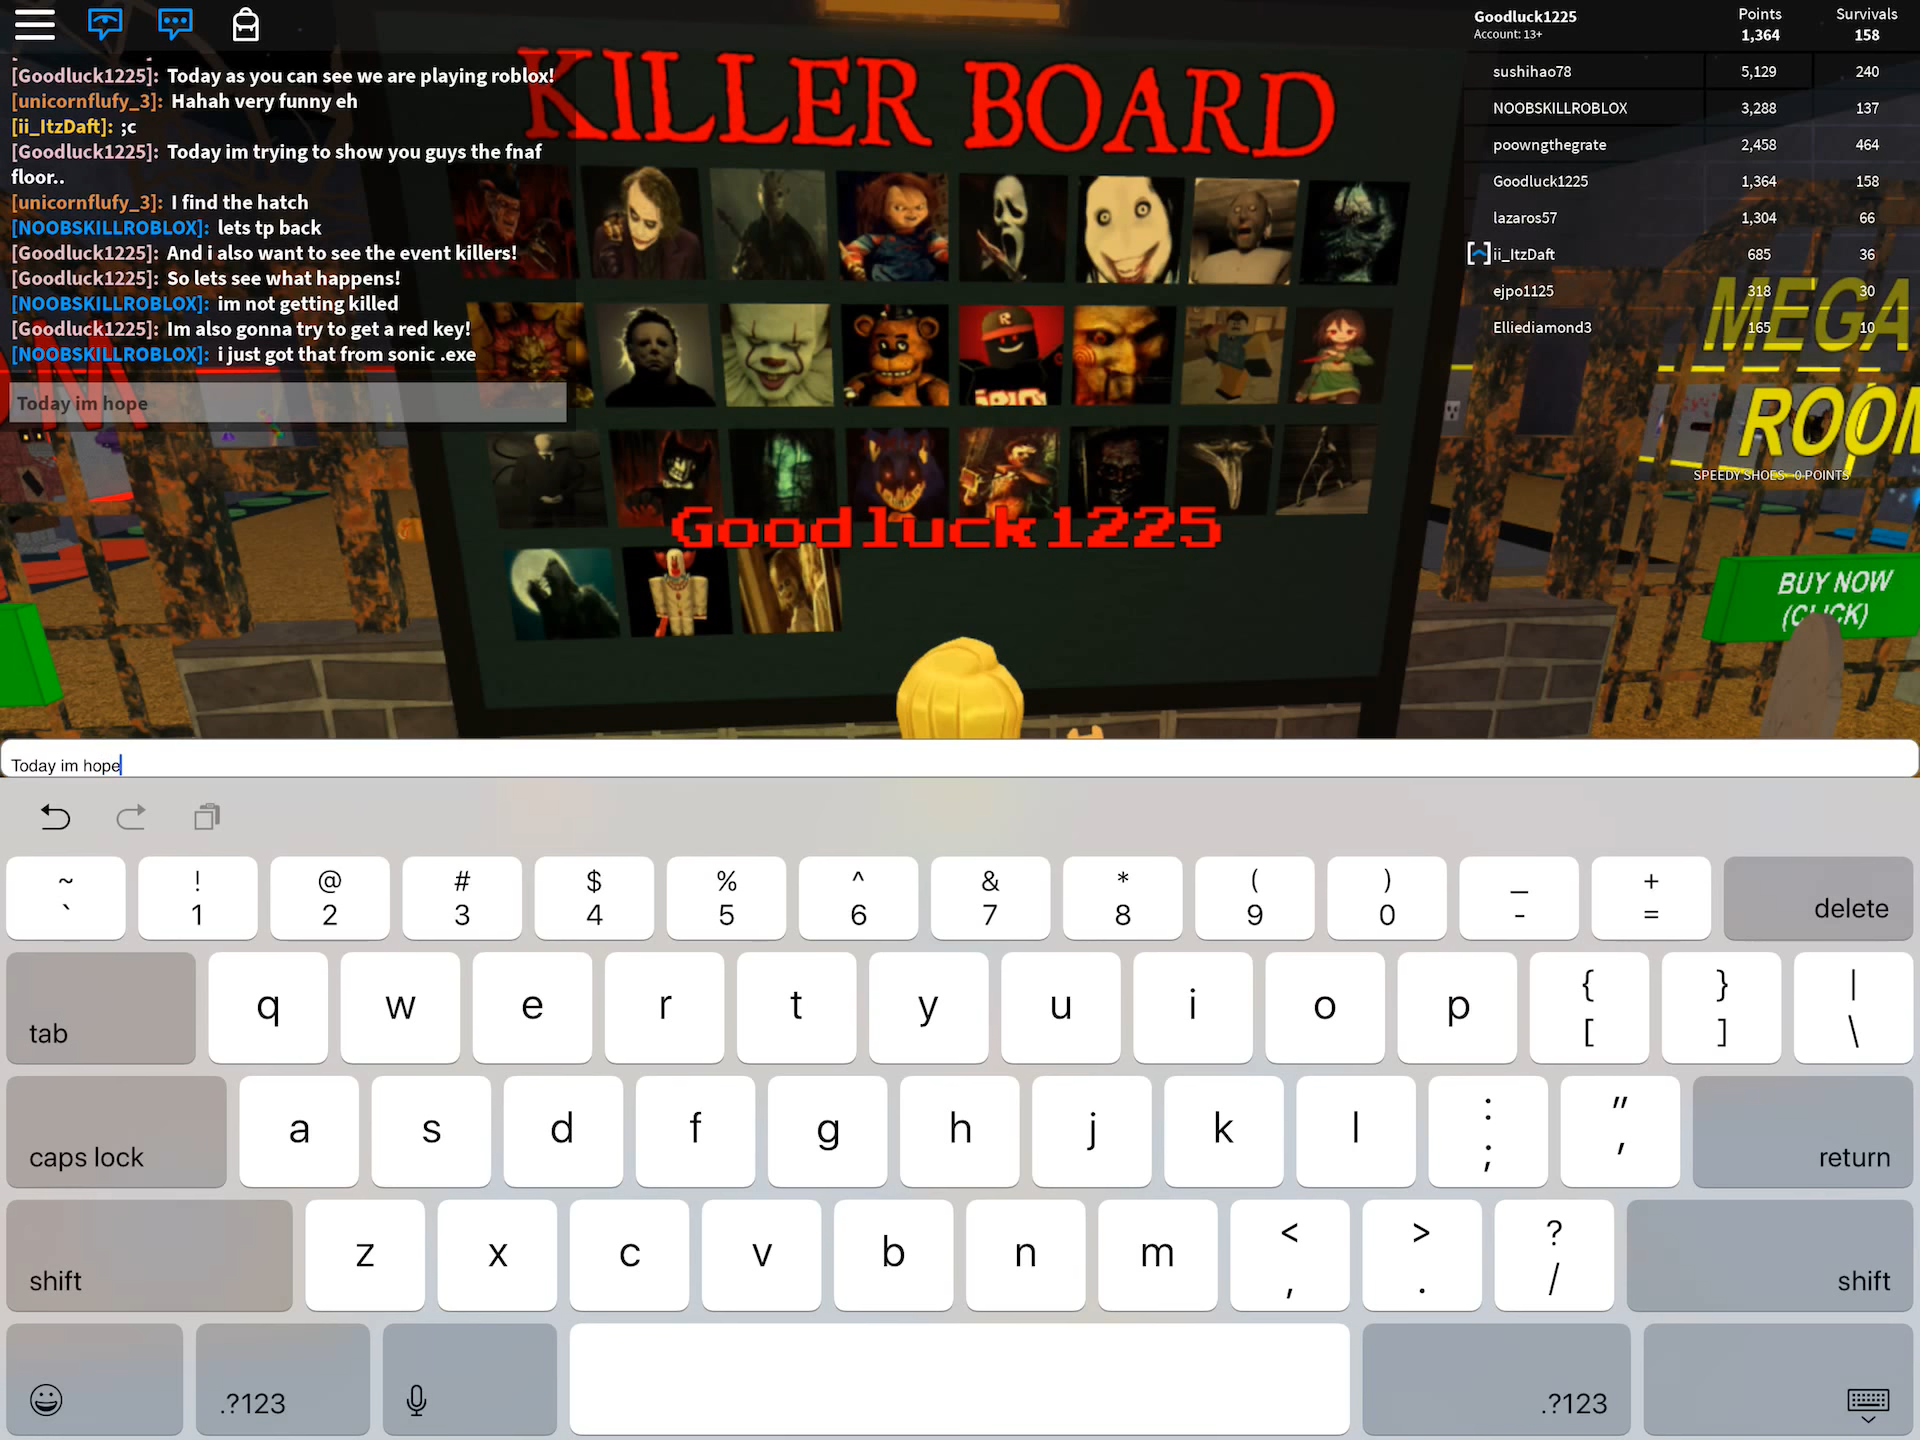 Goodluck1225
Account: 13+
Points
1,364
Survivals
158
[Goodluck1225]: Today as you can see we are playing roblox!
[unicornflufy_3]: Hahah very funny eh
[ii_ItzDaft]: ;c
[Goodluck1225]: Today im trying to show you guys the fnaf
floor..
[unicornflufy_3]: I find the hatch
[NOOBSKILLROBLOX]: lets tp back
[Goodluck1225]: And i also want to see the event killers!
[Goodluck1225]: So lets see what happens!
[NOOBSKILLROBLOX]: im not getting killed
[Goodluck1225]: Im also gonna try to get a red key!
[NOOBSKILLROBLOX]: i just got that from sonic .exe
Today im hope
KILLER BOARD
sushihao78 5,129 240
NOOBSKILLROBLOX 3,288 137
poowngthegrate 2,458 464
Goodluck1225 1,364 158
lazaros57 1,304 66
ii_ItzDaft 685 36
ejpo1125 318 30
Elliediamond3 165 10
MEGA
ROOM
SPEEDY SHOES - 0 POINTS
Goodluck1225
BUY NOW
(CLICK)
Today im hope
~ ! @ # $ % ^ & * ( ) _ +
` 1 2 3 4 5 6 7 8 9 0 - = delete
tab q w e r t y u i o p { [ } ] | \
caps lock a s d f g h j k l : ; " ' return
shift z x c v b n m < , > . ? / shift
.?123 .?123